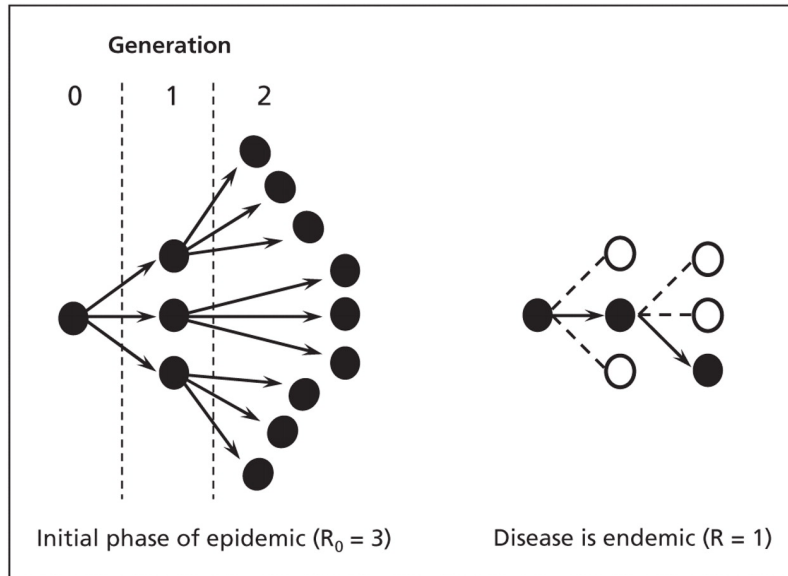 Generation
0 1 2
Initial phase of epidemic (R₀ = 3)
Disease is endemic (R = 1)